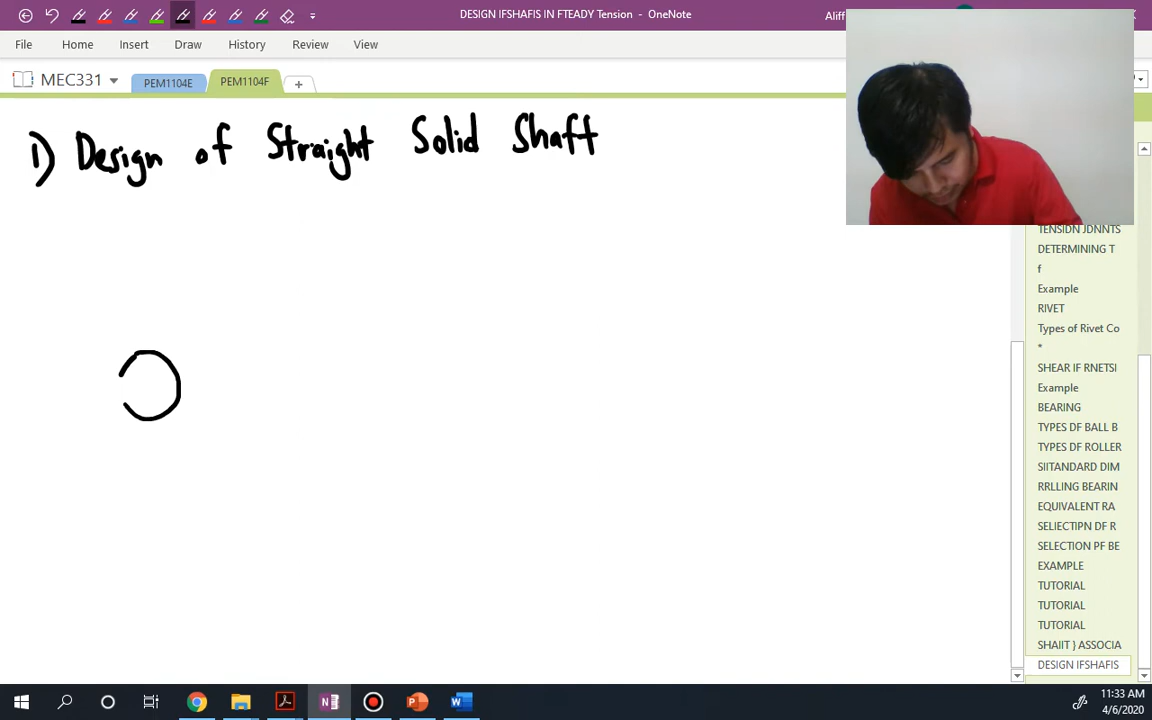 DESIGN IFSHAFIS IN FTEADY Tension - OneNote
Aliff
File Home Insert Draw History Review View
MEC331 PEM1104E PEM1104F
1) Design of Straight Solid Shaft
TENSIDN JDNNTS
DETERMINING T
f
Example
RIVET
Types of Rivet Co
*
SHEAR IF RNETSI
Example
BEARING
TYPES DF BALL B
TYPES DF ROLLER
SIITANDARD DIM
RRLLING BEARIN
EQUIVALENT RA
SELIECTIPN DF R
SELECTION PF BE
EXAMPLE
TUTORIAL
TUTORIAL
TUTORIAL
SHAIIT } ASSOCIA
DESIGN IFSHAFIS
11:33 AM
4/6/2020